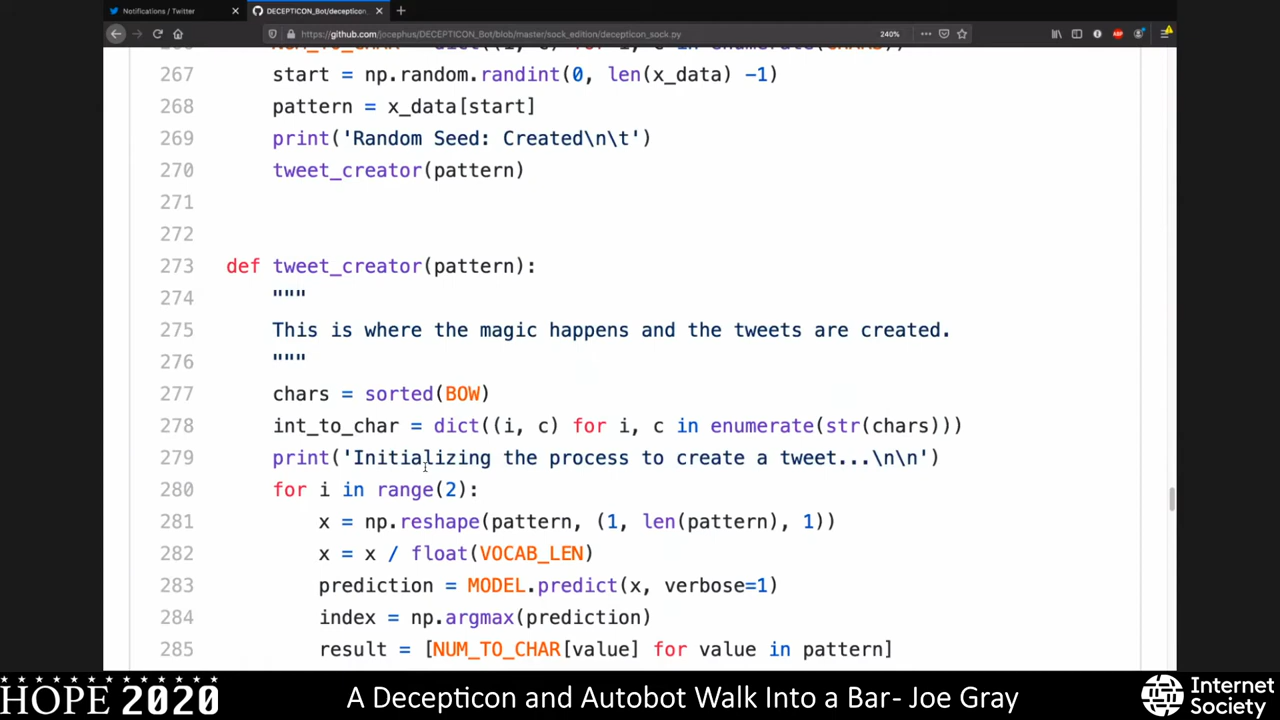 Notifications / Twitter
DECEPTICON_Bot/decepticon_
https://github.com/jocephus/DECEPTICON_Bot/blob/master/sock_edition/decepticon_sock.py
240%
ABP
267 start = np.random.randint(0, len(x_data) -1)
268 pattern = x_data[start]
269 print('Random Seed: Created\n\t')
270 tweet_creator(pattern)
271
272
273 def tweet_creator(pattern):
274 """
275 This is where the magic happens and the tweets are created.
276 """
277 chars = sorted(BOW)
278 int_to_char = dict((i, c) for i, c in enumerate(str(chars)))
279 print('Initializing the process to create a tweet...\n\n')
280 for i in range(2):
281 x = np.reshape(pattern, (1, len(pattern), 1))
282 x = x / float(VOCAB_LEN)
283 prediction = MODEL.predict(x, verbose=1)
284 index = np.argmax(prediction)
285 result = [NUM_TO_CHAR[value] for value in pattern]
HOPE 2020
A Decepticon and Autobot Walk Into a Bar- Joe Gray
Internet
Society